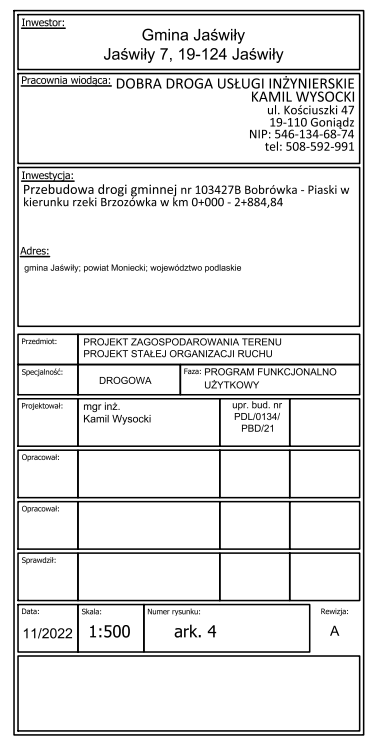 Inwestor:
Gmina Jaświły
Jaświły 7, 19-124 Jaświły
Pracownia wiodąca: DOBRA DROGA USŁUGI INŻYNIERSKIE
KAMIL WYSOCKI
ul. Kościuszki 47
19-110 Goniądz
NIP: 546-134-68-74
tel: 508-592-991
Inwestycja:
Przebudowa drogi gminnej nr 103427B Bobrówka - Piaski w
kierunku rzeki Brzozówka w km 0+000 - 2+884,84
Adres:
gmina Jaświły; powiat Moniecki; województwo podlaskie
Przedmiot: PROJEKT ZAGOSPODAROWANIA TERENU
PROJEKT STAŁEJ ORGANIZACJI RUCHU
Specjalność: DROGOWA Faza: PROGRAM FUNKCJONALNO
UŻYTKOWY
Projektował: mgr inż. upr. bud. nr
Kamil Wysocki PDL/0134/
PBD/21
Opracował:
Opracował:
Sprawdził:
Data: Skala: Numer rysunku: Rewizja:
11/2022 1:500 ark. 4 A